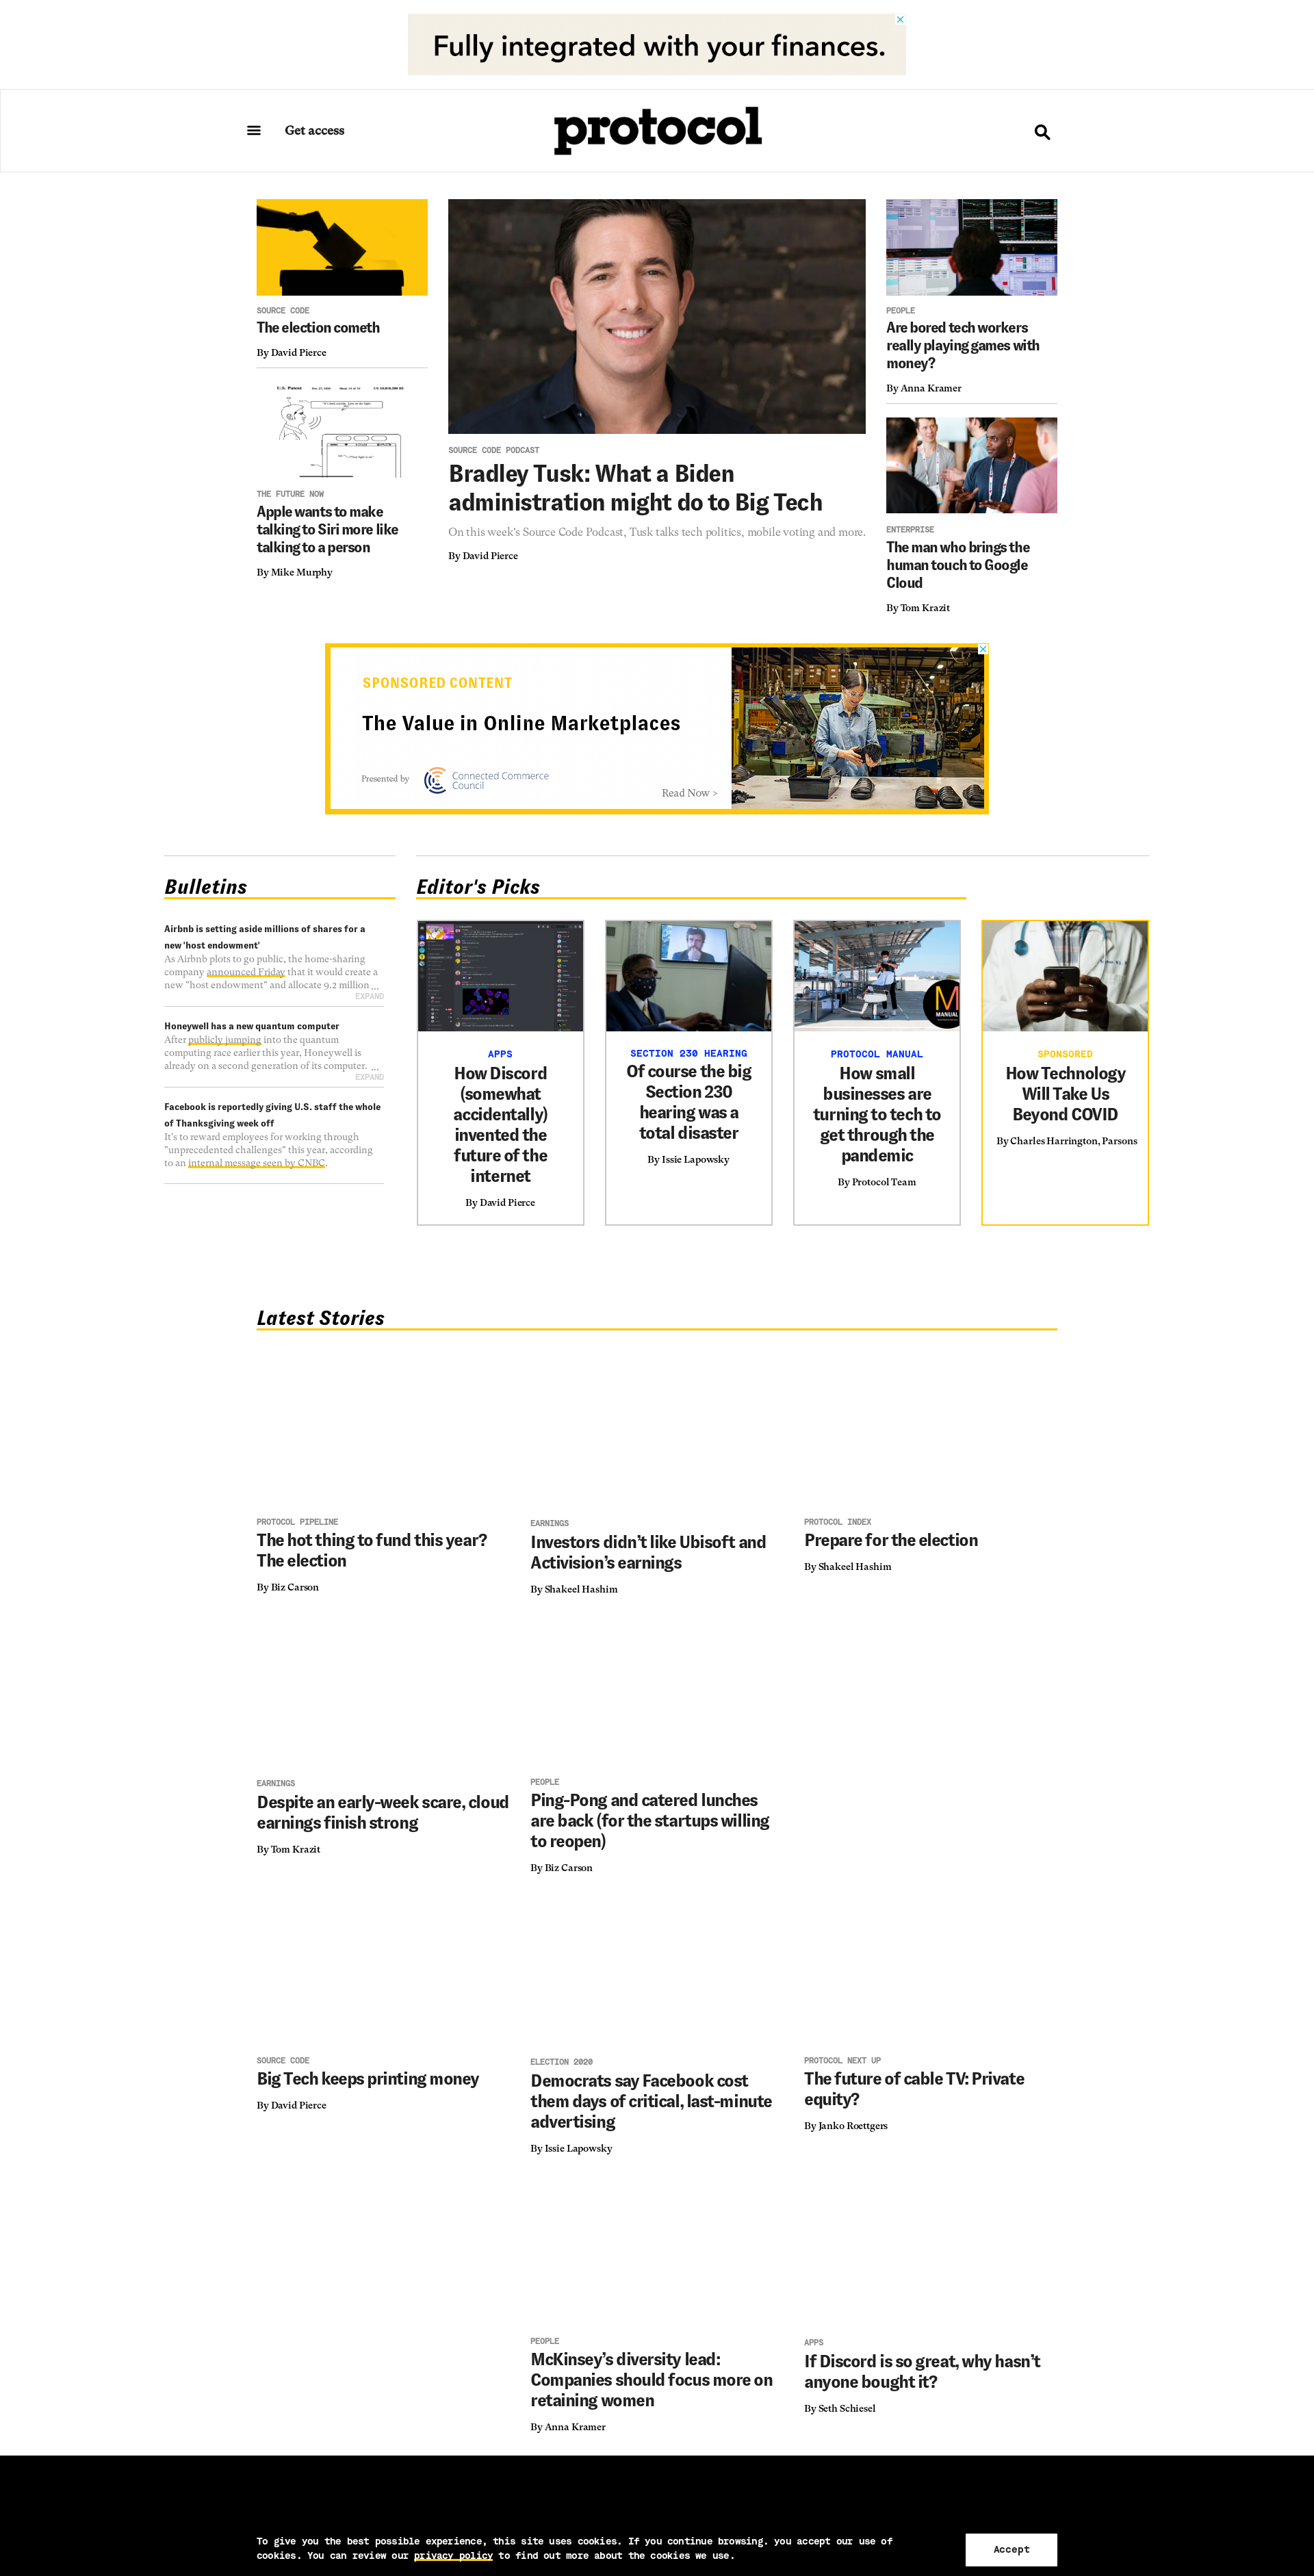 Fully integrated with your finances.
Get access
protocol
SOURCE CODE
The election cometh
By David Pierce
U.S. Patent
THE FUTURE NOW
Apple wants to make
talking to Siri more like
talking to a person
By Mike Murphy
SOURCE CODE PODCAST
Bradley Tusk: What a Biden
administration might do to Big Tech
On this week's Source Code Podcast, Tusk talks tech politics, mobile voting and more.
By David Pierce
PEOPLE
Are bored tech workers
really playing games with
money?
By Anna Kramer
ENTERPRISE
The man who brings the
human touch to Google
Cloud
By Tom Krazit
SPONSORED CONTENT
The Value in Online Marketplaces
Presented by
Connected Commerce
Council
Read Now >
Bulletins
Airbnb is setting aside millions of shares for a
new 'host endowment'
As Airbnb plots to go public, the home-sharing
company announced Friday that it would create a
new "host endowment" and allocate 9.2 million ...
EXPAND
Honeywell has a new quantum computer
After publicly jumping into the quantum
computing race earlier this year, Honeywell is
already on a second generation of its computer. ...
EXPAND
Facebook is reportedly giving U.S. staff the whole
of Thanksgiving week off
It's to reward employees for working through
"unprecedented challenges" this year, according
to an internal message seen by CNBC.
Editor's Picks
APPS
How Discord
(somewhat
accidentally)
invented the
future of the
internet
By David Pierce
SECTION 230 HEARING
Of course the big
Section 230
hearing was a
total disaster
By Issie Lapowsky
M
MANUAL
PROTOCOL MANUAL
How small
businesses are
turning to tech to
get through the
pandemic
By Protocol Team
SPONSORED
How Technology
Will Take Us
Beyond COVID
By Charles Harrington, Parsons
Latest Stories
PROTOCOL PIPELINE
The hot thing to fund this year?
The election
By Biz Carson
EARNINGS
Investors didn't like Ubisoft and
Activision's earnings
By Shakeel Hashim
PROTOCOL INDEX
Prepare for the election
By Shakeel Hashim
EARNINGS
Despite an early-week scare, cloud
earnings finish strong
By Tom Krazit
PEOPLE
Ping-Pong and catered lunches
are back (for the startups willing
to reopen)
By Biz Carson
SOURCE CODE
Big Tech keeps printing money
By David Pierce
ELECTION 2020
Democrats say Facebook cost
them days of critical, last-minute
advertising
By Issie Lapowsky
PROTOCOL NEXT UP
The future of cable TV: Private
equity?
By Janko Roettgers
PEOPLE
McKinsey's diversity lead:
Companies should focus more on
retaining women
By Anna Kramer
APPS
If Discord is so great, why hasn't
anyone bought it?
By Seth Schiesel
To give you the best possible experience, this site uses cookies. If you continue browsing. you accept our use of
cookies. You can review our privacy policy to find out more about the cookies we use.
Accept